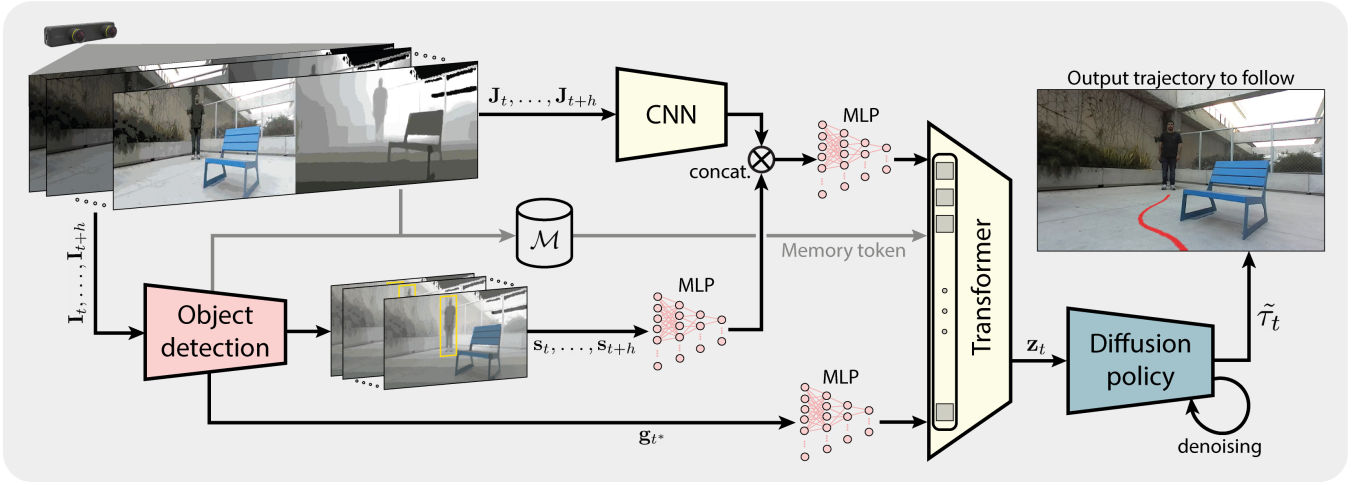 Output trajectory to follow
J_t, . . . , J_{t+h}
CNN
MLP
concat.
I_t, . . . , I_{t+h}
M
Memory token
Object
detection
s_t, . . . , s_{t+h}
MLP
MLP
g_{t*}
Transformer
z_t
Diffusion
policy
τ̃_t
denoising